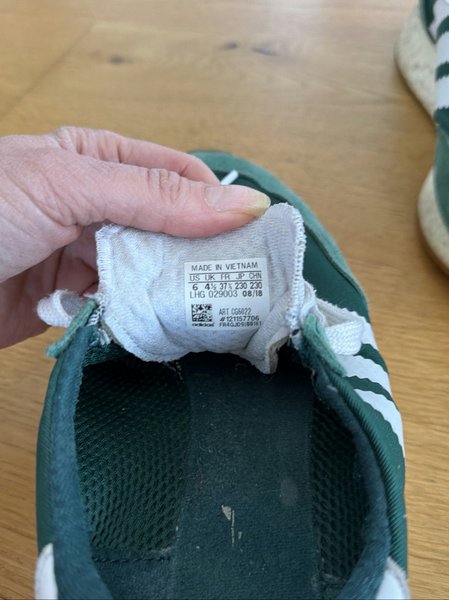 MADE IN VIETNAM
US UK FR JP CHN
6 4½ 37⅓ 230 230
LHG 029003 08/18
ART CG6022
#121157706
adidas